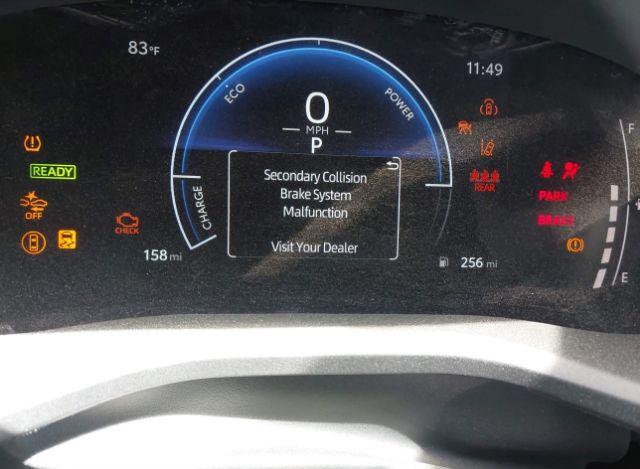 83°F
11:49
ECO
POWER
CHARGE
0
MPH
P
Secondary Collision
Brake System
Malfunction
Visit Your Dealer
READY
OFF
CHECK
158 mi
REAR
256 mi
PARK
BRAKE
F
E